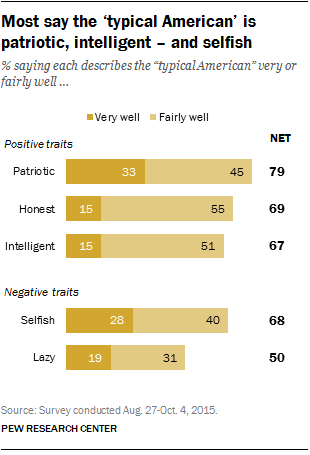 Most say the ‘typical American’ is
patriotic, intelligent – and selfish
% saying each describes the “typical American” very or
fairly well ...
Very well Fairly well
NET
Positive traits
Patriotic 33 45 79
Honest 15 55 69
Intelligent 15 51 67
Negative traits
Selfish 28 40 68
Lazy 19 31 50
Source: Survey conducted Aug. 27-Oct. 4, 2015.
PEW RESEARCH CENTER